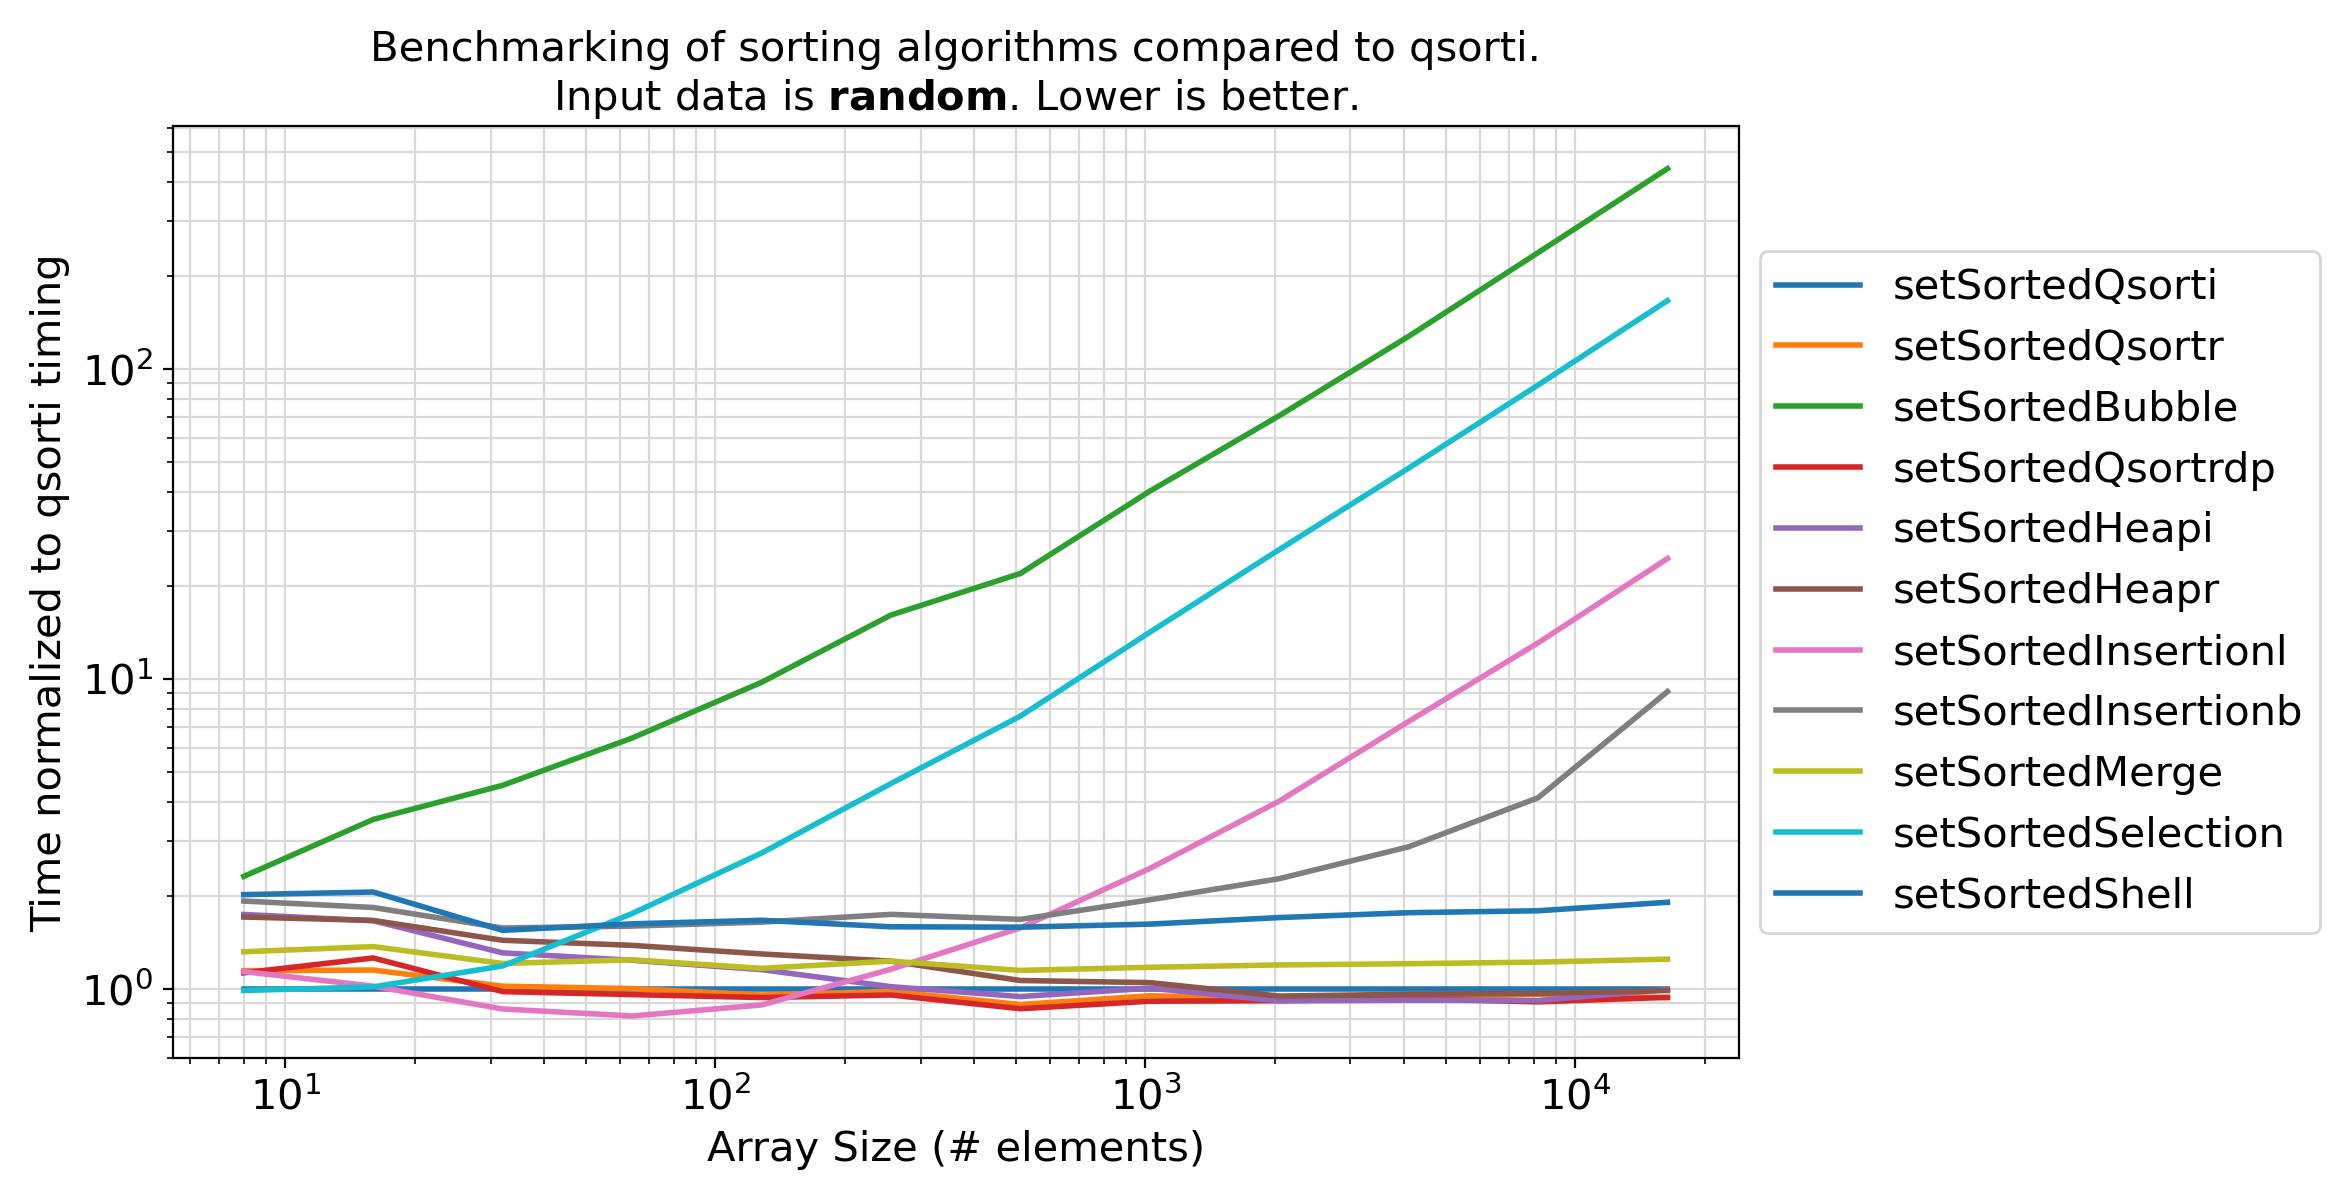 Benchmarking of sorting algorithms compared to qsorti.
Input data is random. Lower is better.
Time normalized to qsorti timing
10²
10¹
10⁰
10¹ 10² 10³ 10⁴
Array Size (# elements)
setSortedQsorti
setSortedQsortr
setSortedBubble
setSortedQsortrdp
setSortedHeapi
setSortedHeapr
setSortedInsertionl
setSortedInsertionb
setSortedMerge
setSortedSelection
setSortedShell